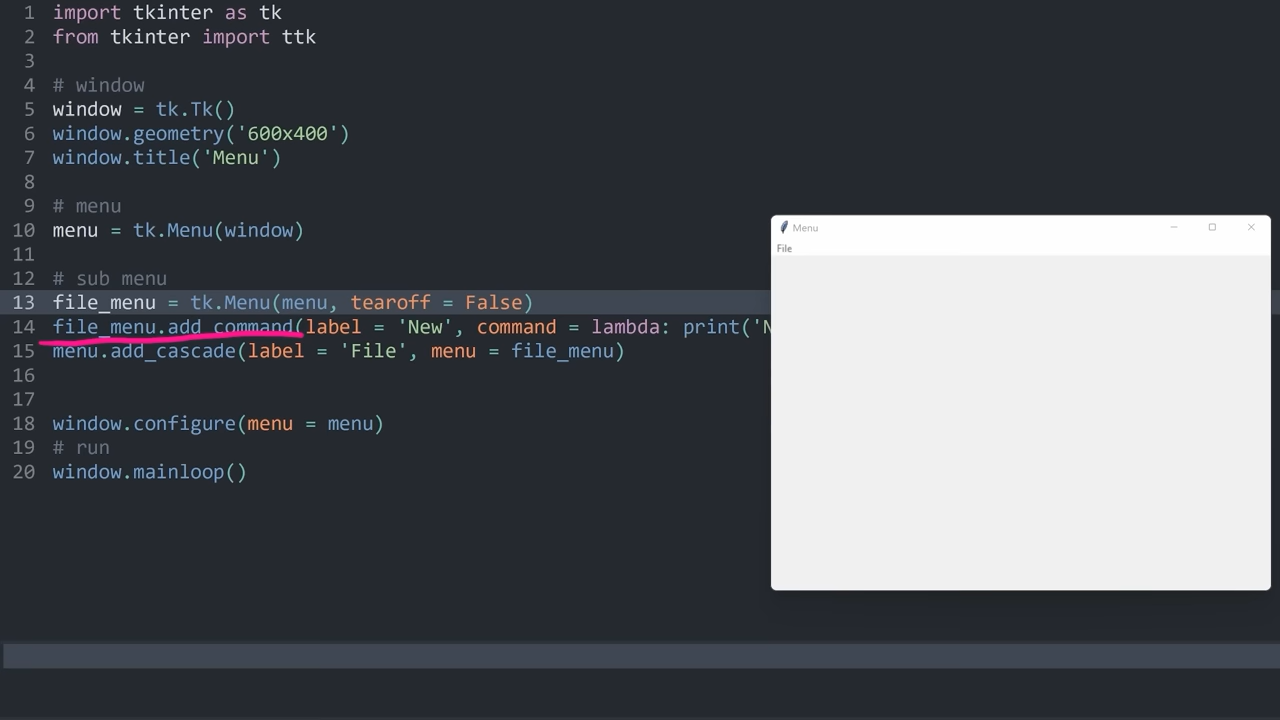 1 import tkinter as tk
2 from tkinter import ttk
3
4 # window
5 window = tk.Tk()
6 window.geometry('600x400')
7 window.title('Menu')
8
9 # menu
10 menu = tk.Menu(window)
11
12 # sub menu
13 file_menu = tk.Menu(menu, tearoff = False)
14 file_menu.add_command(label = 'New', command = lambda: print('N
15 menu.add_cascade(label = 'File', menu = file_menu)
16
17
18 window.configure(menu = menu)
19 # run
20 window.mainloop()
Menu
File